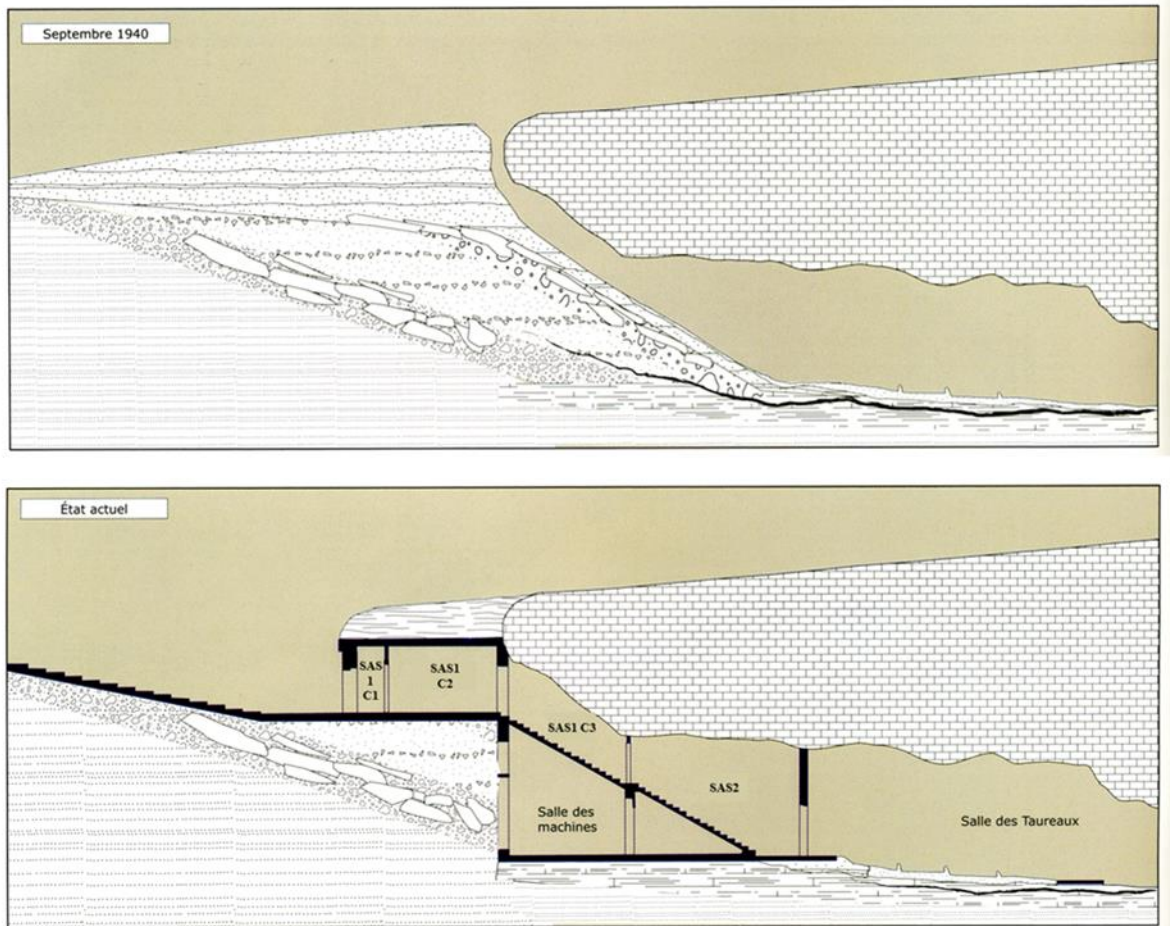 Septembre 1940
État actuel
SAS
1
C1
SAS1
C2
SAS1 C3
SAS2
Salle des
machines
Salle des Taureaux